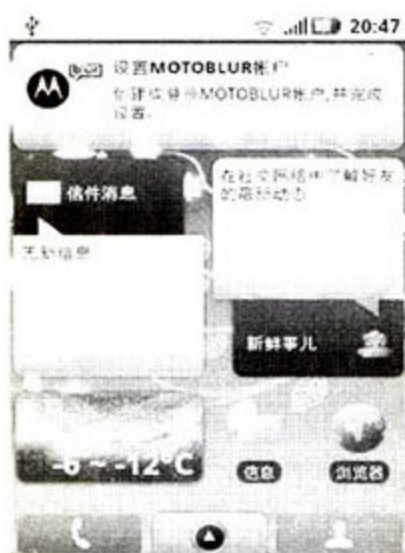 20:47
设置MOTOBLUR帐户
创建或登录MOTOBLUR帐户,并完成
设置.
信件消息
在社交网络中了解好友
的最新动态
无新信息
新鲜事儿
-6 ~ -12°C
信息
浏览器